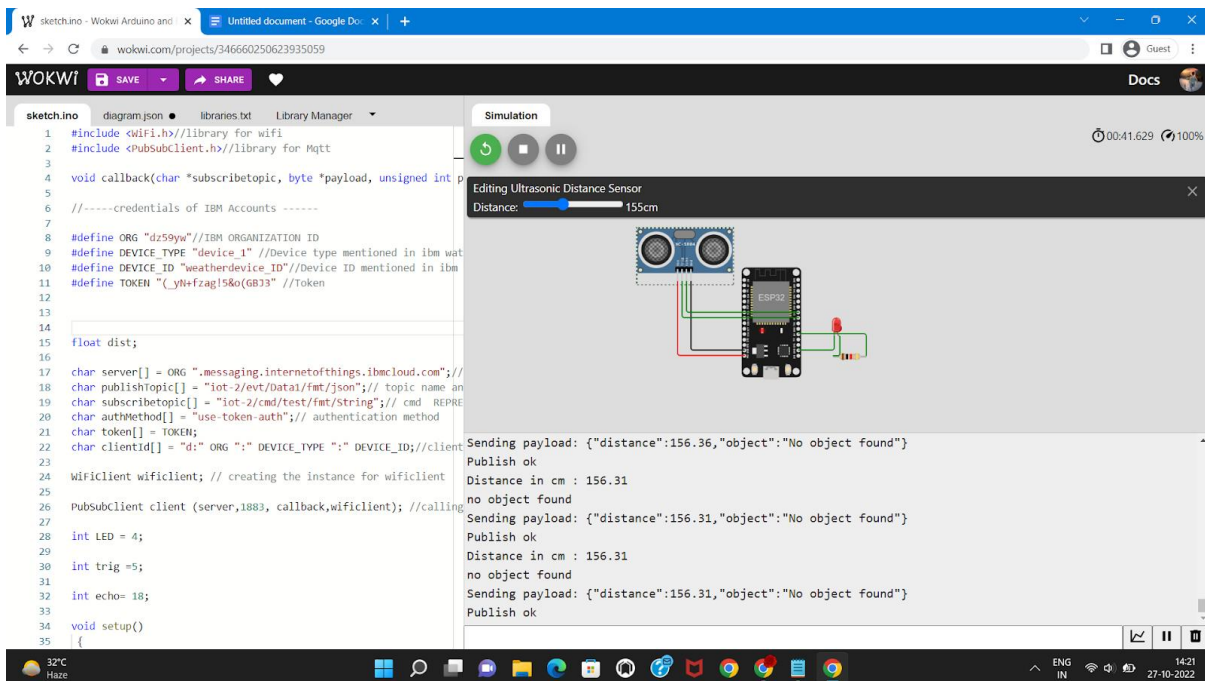 sketch.ino - Wokwi Arduino and
Untitled document - Google Doc
wokwi.com/projects/346660250623935059
Guest
WOKWI
SAVE
SHARE
Docs
sketch.ino
diagram.json
libraries.txt
Library Manager
1 #include <WiFi.h>//library for wifi
2 #include <PubSubClient.h>//library for Mqtt
3
4 void callback(char *subscribetopic, byte *payload, unsigned int p
5
6 //-----credentials of IBM Accounts ------
7
8 #define ORG "dz59yw"//IBM ORGANIZATION ID
9 #define DEVICE_TYPE "device_1" //Device type mentioned in ibm wat
10 #define DEVICE_ID "weatherdevice_ID"//Device ID mentioned in ibm
11 #define TOKEN "(_yN+fzag!5&o(GBJ3" //Token
12
13
14
15 float dist;
16
17 char server[] = ORG ".messaging.internetofthings.ibmcloud.com";//
18 char publishTopic[] = "iot-2/evt/Data1/fmt/json";// topic name an
19 char subscribetopic[] = "iot-2/cmd/test/fmt/String";// cmd REPRE
20 char authMethod[] = "use-token-auth";// authentication method
21 char token[] = TOKEN;
22 char clientId[] = "d:" ORG ":" DEVICE_TYPE ":" DEVICE_ID;//client
23
24 WiFiClient wificlient; // creating the instance for wificlient
25
26 PubSubClient client (server,1883, callback,wificlient); //calling
27
28 int LED = 4;
29
30 int trig =5;
31
32 int echo= 18;
33
34 void setup()
35 {
Simulation
00:41.629 100%
Editing Ultrasonic Distance Sensor
Distance: 155cm
HC-SR04
ESP32
Sending payload: {"distance":156.36,"object":"No object found"}
Publish ok
Distance in cm : 156.31
no object found
Sending payload: {"distance":156.31,"object":"No object found"}
Publish ok
Distance in cm : 156.31
no object found
Sending payload: {"distance":156.31,"object":"No object found"}
Publish ok
32°C
Haze
ENG
IN
14:21
27-10-2022